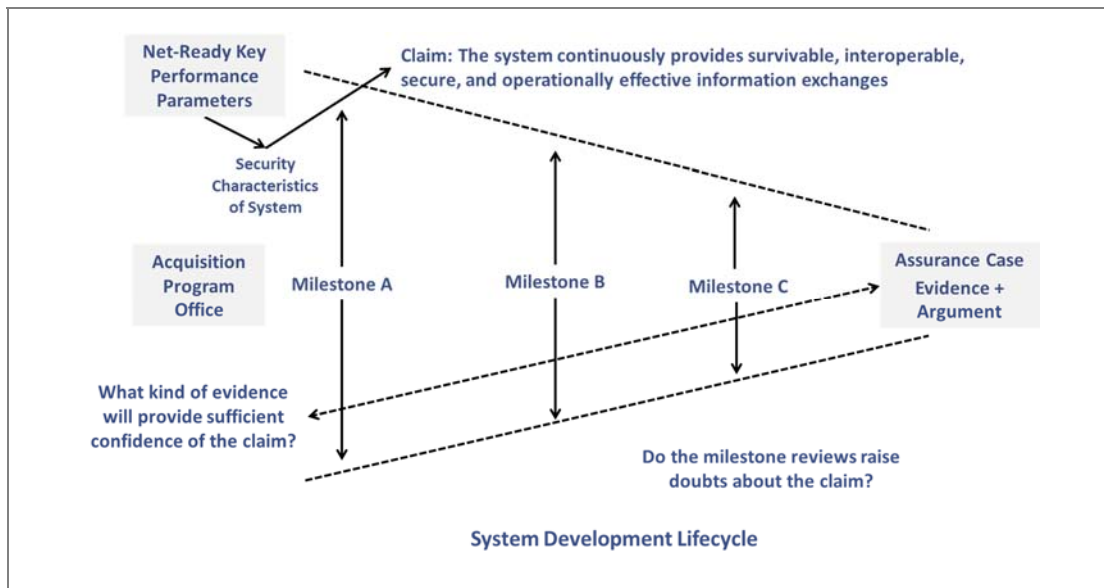 Net-Ready Key
Performance
Parameters
Claim: The system continuously provides survivable, interoperable,
secure, and operationally effective information exchanges
Security
Characteristics
of System
Acquisition
Program
Office
Milestone A
Milestone B
Milestone C
Assurance Case
Evidence +
Argument
What kind of evidence
will provide sufficient
confidence of the claim?
Do the milestone reviews raise
doubts about the claim?
System Development Lifecycle